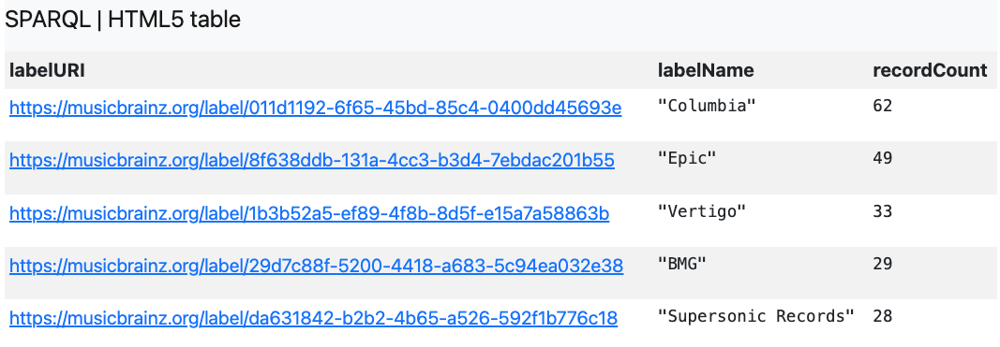 SPARQL | HTML5 table
labelURI labelName recordCount
https://musicbrainz.org/label/011d1192-6f65-45bd-85c4-0400dd45693e "Columbia" 62
https://musicbrainz.org/label/8f638ddb-131a-4cc3-b3d4-7ebdac201b55 "Epic" 49
https://musicbrainz.org/label/1b3b52a5-ef89-4f8b-8d5f-e15a7a58863b "Vertigo" 33
https://musicbrainz.org/label/29d7c88f-5200-4418-a683-5c94ea032e38 "BMG" 29
https://musicbrainz.org/label/da631842-b2b2-4b65-a526-592f1b776c18 "Supersonic Records" 28